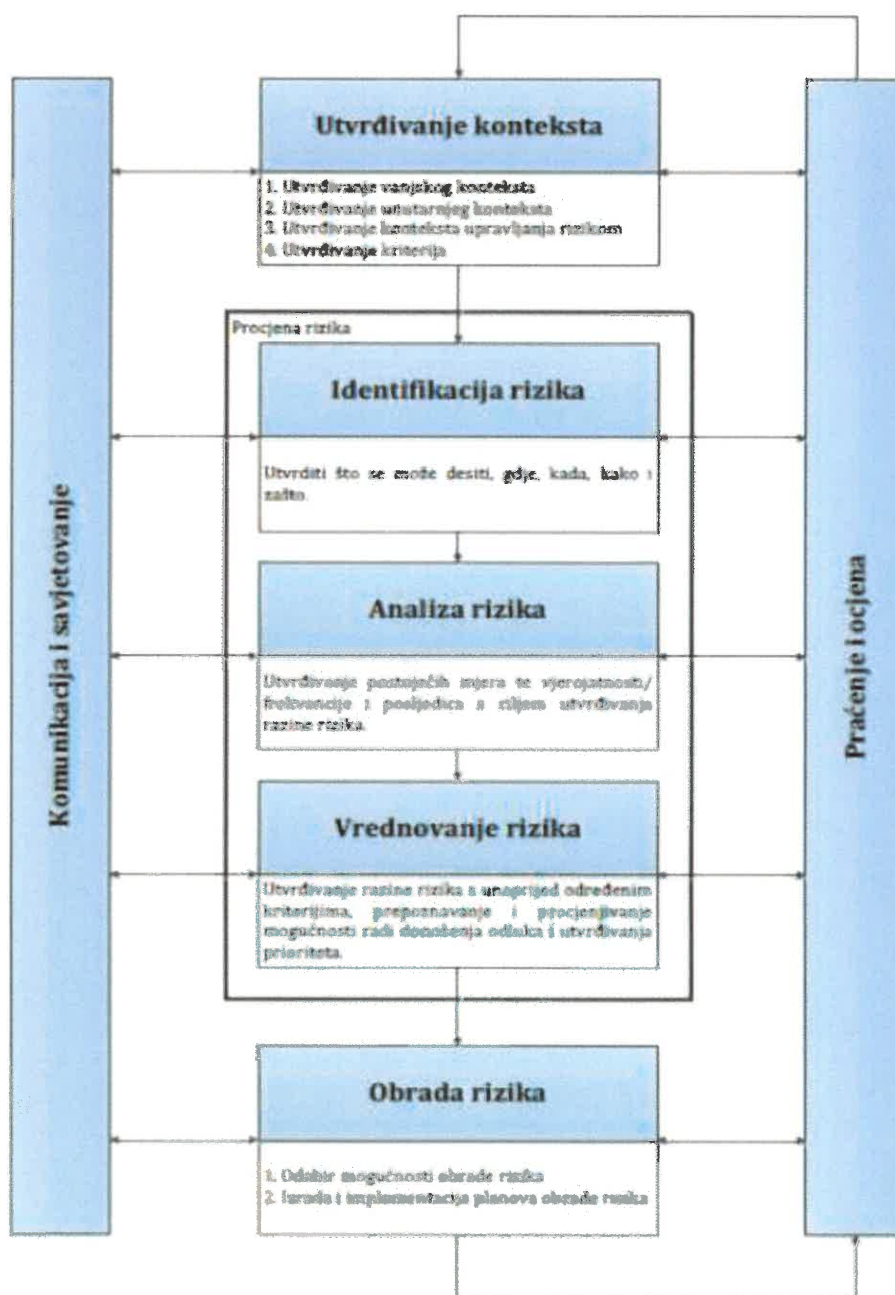 Utvrđivanje konteksta
1. Utvrđivanje vanjskog konteksta
2. Utvrđivanje unutarnjeg konteksta
3. Utvrđivanje konteksta upravljanja rizikom
4. Utvrđivanje kriterija
Procjena rizika
Identifikacija rizika
Utvrditi što se može desiti, gdje, kada, kako i
zašto.
Analiza rizika
Utvrđivanje postojećih mjera te vjerojatnosti/
frekvencije i posljedica s ciljem utvrđivanja
razine rizika.
Vrednovanje rizika
Utvrđivanje razine rizika s unaprijed određenim
kriterijima, prepoznavanje i procjenjivanje
mogućnosti radi donošenja odluka i utvrđivanja
prioriteta.
Obrada rizika
1. Odabir mogućnosti obrade rizika
2. Izrada i implementacija planova obrade rizika
Komunikacija i savjetovanje
Praćenje i ocjena